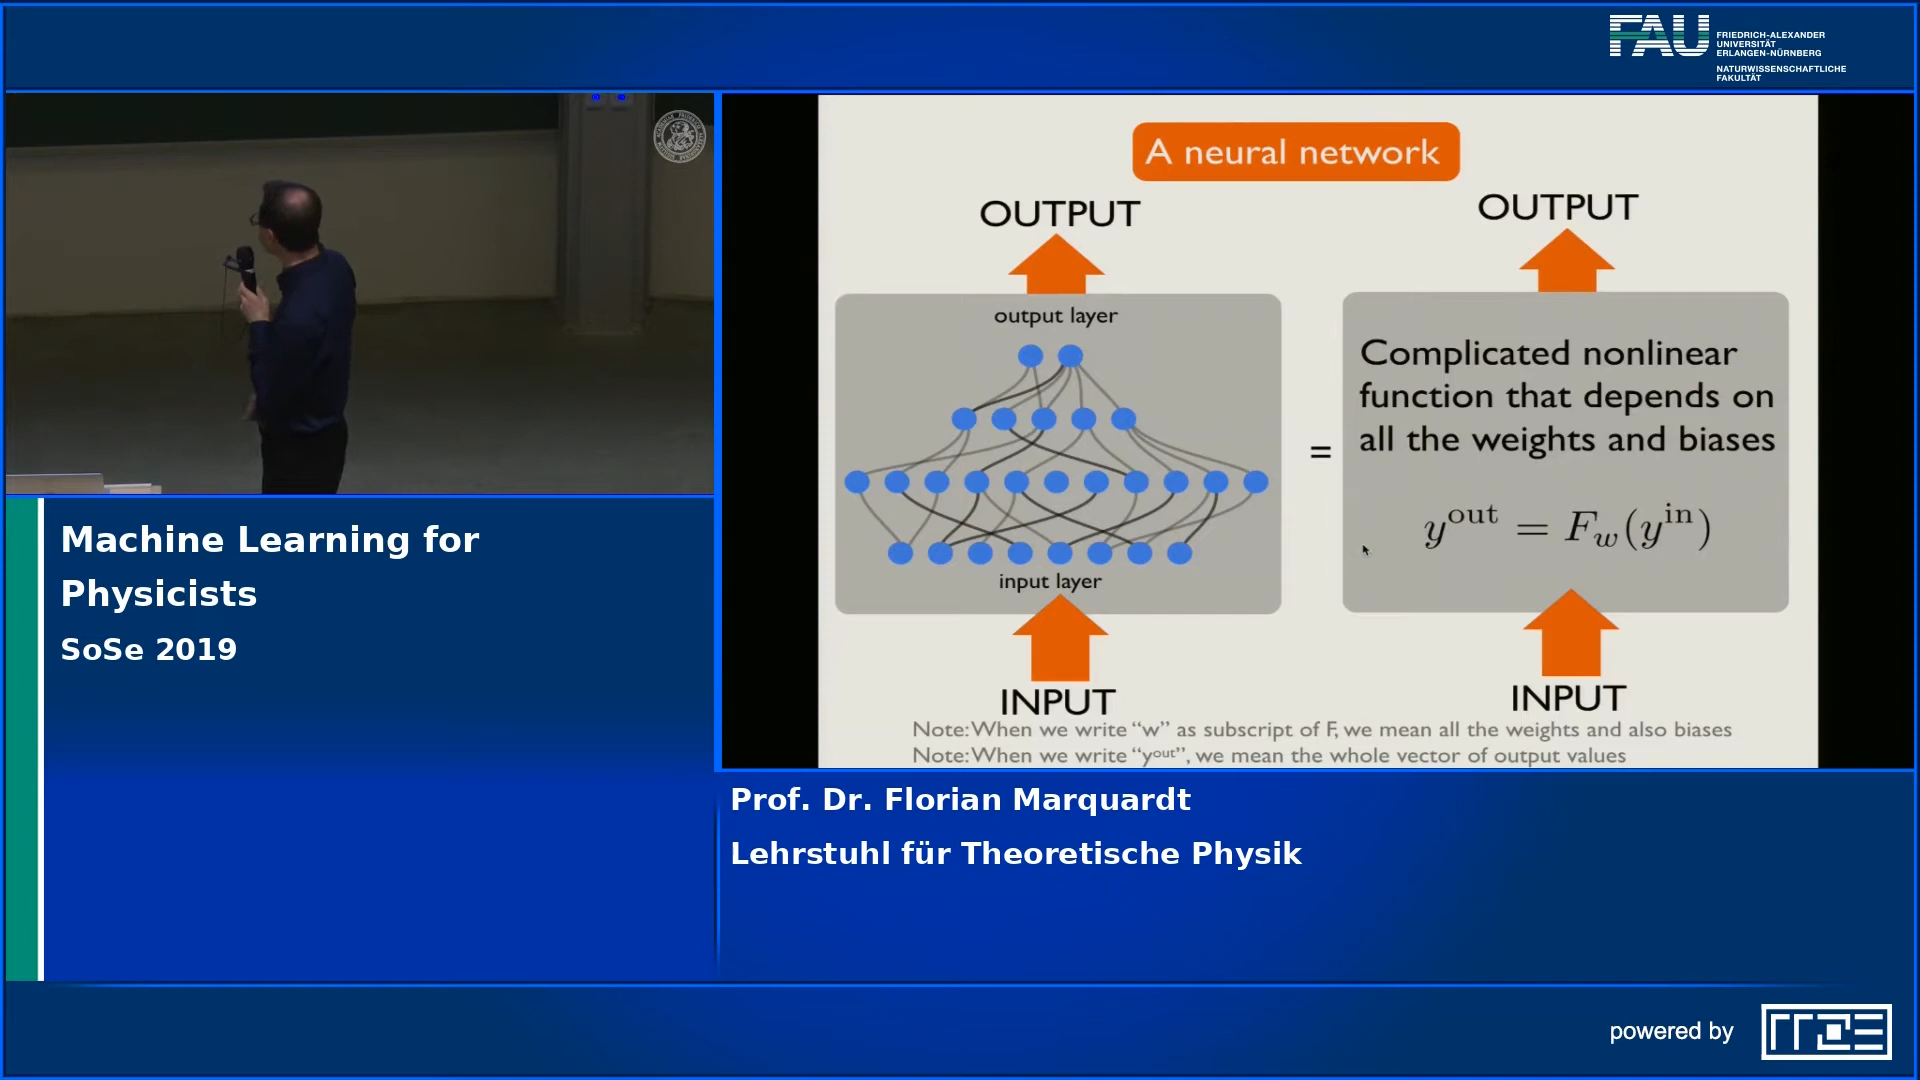 FAU
FRIEDRICH-ALEXANDER
UNIVERSITÄT
ERLANGEN-NÜRNBERG
NATURWISSENSCHAFTLICHE
FAKULTÄT
A neural network
OUTPUT
OUTPUT
output layer
input layer
INPUT
=
Complicated nonlinear
function that depends on
all the weights and biases
y^out = F_w(y^in)
INPUT
Note: When we write “w” as subscript of F, we mean all the weights and also biases
Note: When we write “y^out”, we mean the whole vector of output values
Machine Learning for
Physicists
SoSe 2019
Prof. Dr. Florian Marquardt
Lehrstuhl für Theoretische Physik
powered by